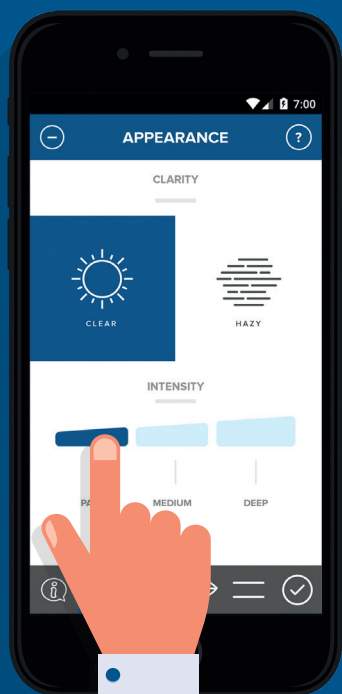 7:00
APPEARANCE ?
CLARITY
CLEAR HAZY
INTENSITY
MEDIUM DEEP